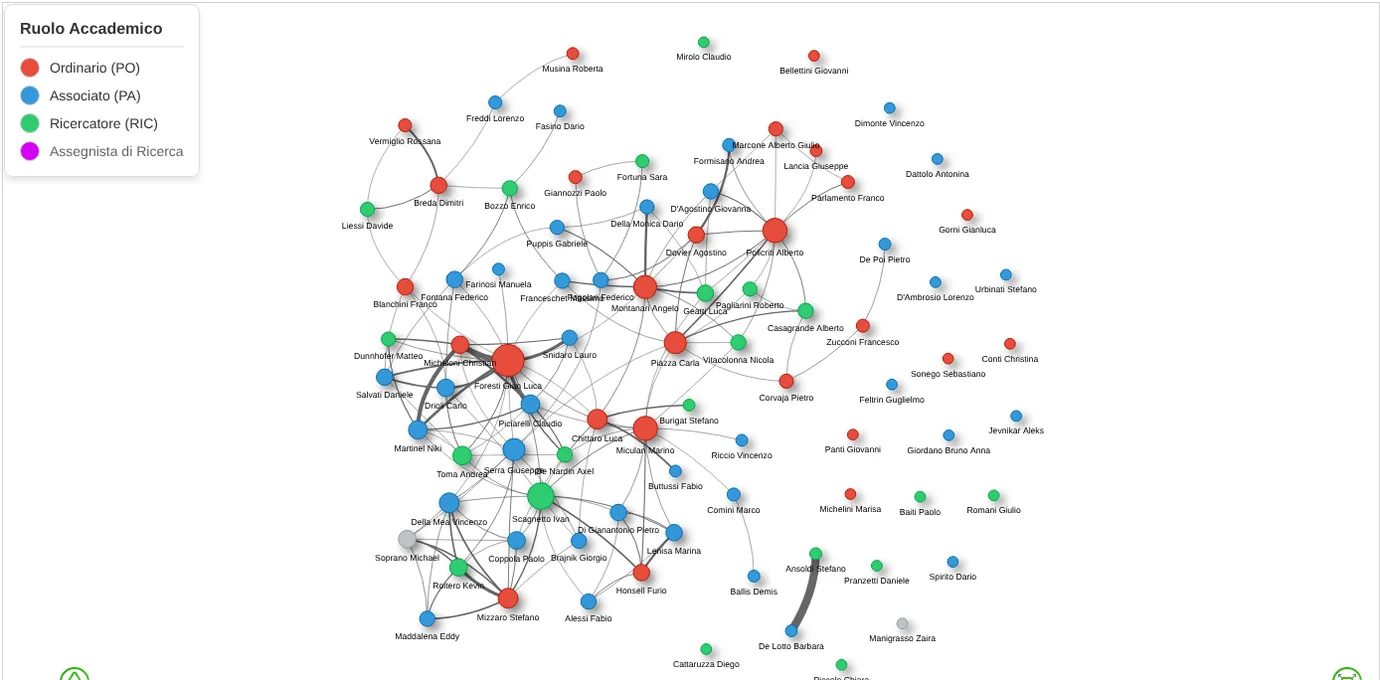 Ruolo Accademico
Ordinario (PO)
Associato (PA)
Ricercatore (RIC)
Assegnista di Ricerca
Mirolo Claudio
Musina Roberta
Bellettini Giovanni
Freddi Lorenzo
Fasino Dario
Dimonte Vincenzo
Vermiglio Rossana
Marcone Alberto Giulio
Formisano Andrea
Lancia Giuseppe
Dattolo Antonina
Fortuna Sara
Giannozzi Paolo
Parlamento Franco
Breda Dimitri
Bozzo Enrico
D'Agostino Giovanna
Liessi Davide
Della Monica Dario
Gorni Gianluca
Puppis Gabriele
Dovier Agostino
Policriti Alberto
De Poi Pietro
Farinosi Manuela
Urbinati Stefano
Blanchini Franco
Fontana Federico
Franceschet Massimo
Federico
Montanari Angelo
Geatti Luca
Pagliarini Roberto
D'Ambrosio Lorenzo
Casagrande Alberto
Zucconi Francesco
Dunnhofer Matteo
Micheloni Christian
Snidaro Lauro
Piazza Carla
Vitacolonna Nicola
Conti Christina
Sonego Sebastiano
Foresti Gian Luca
Salvati Daniele
Drioli Carlo
Corvaja Pietro
Feltrin Guglielmo
Piciarelli Claudio
Burigat Stefano
Jevnikar Aleks
Martinel Niki
Chittaro Luca
Miculan Marino
Riccio Vincenzo
Panti Giovanni
Giordano Bruno Anna
Toma Andrea
Serra Giuseppe
De Nardin Axel
Buttussi Fabio
Comini Marco
Michelini Marisa
Baiti Paolo
Romani Giulio
Della Mea Vincenzo
Scagnetto Ivan
Di Gianantonio Pietro
Soprano Michael
Coppola Paolo
Brajnik Giorgio
Lenisa Marina
Roitero Kevin
Honsell Furio
Ansoldi Stefano
Ballis Demis
Pranzetti Daniele
Spirito Dario
Mizzaro Stefano
Alessi Fabio
Maddalena Eddy
De Lotto Barbara
Manigrasso Zaira
Cattaruzza Diego
Piccolo Chiara